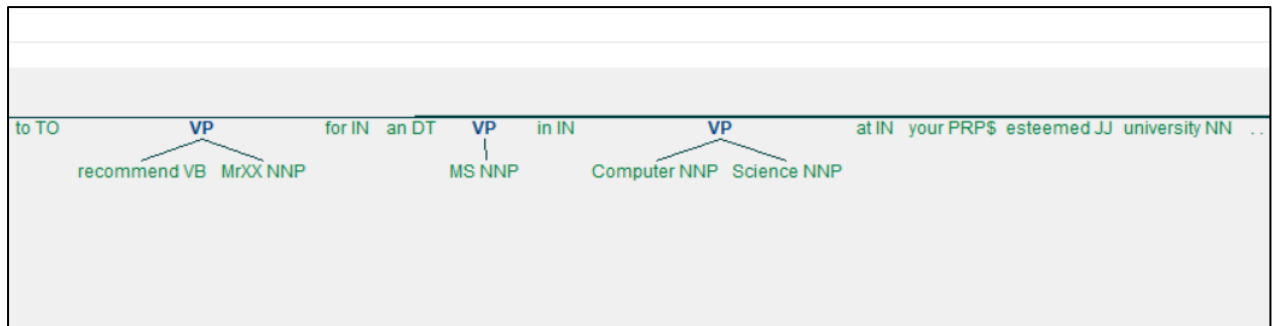 to TO VP for IN an DT VP in IN VP at IN your PRP$ esteemed JJ university NN ..
recommend VB MrXX NNP MS NNP Computer NNP Science NNP